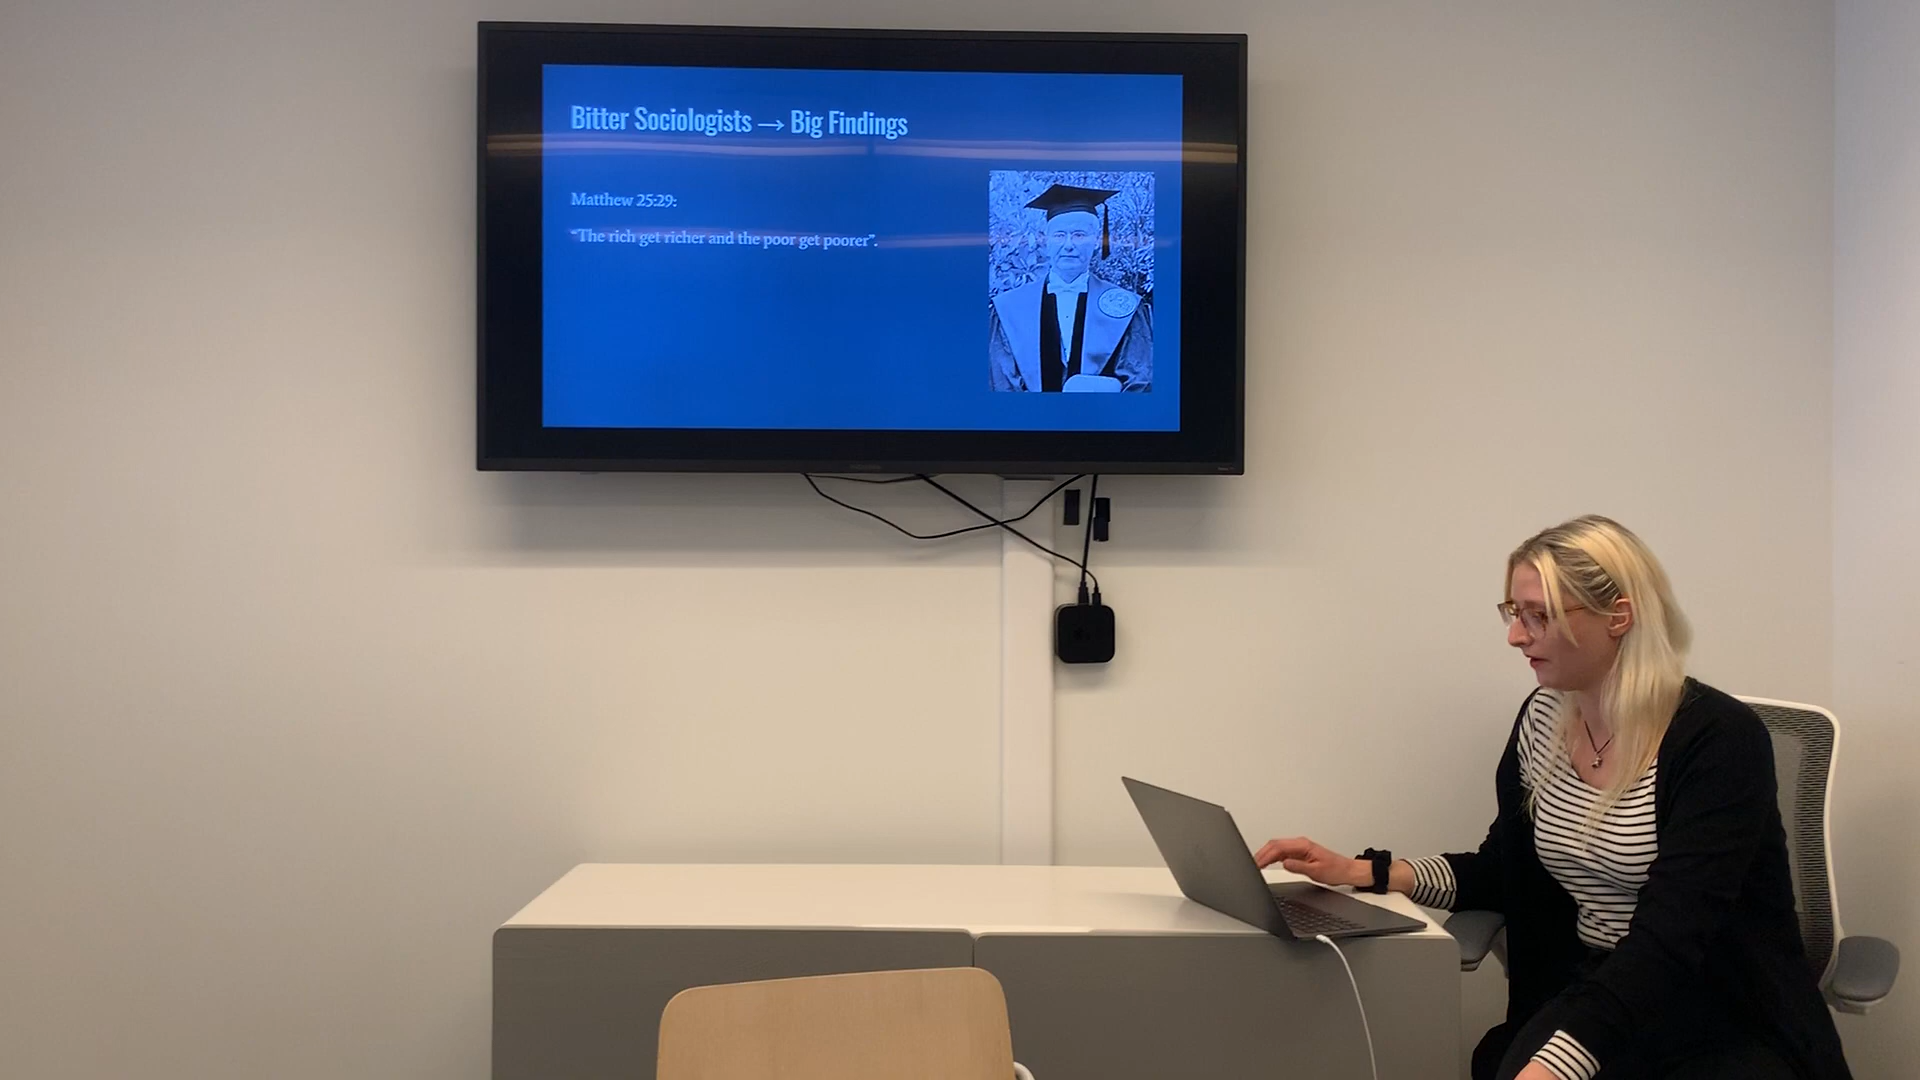 Bitter Sociologists → Big Findings
Matthew 25:29:
“The rich get richer and the poor get poorer”.